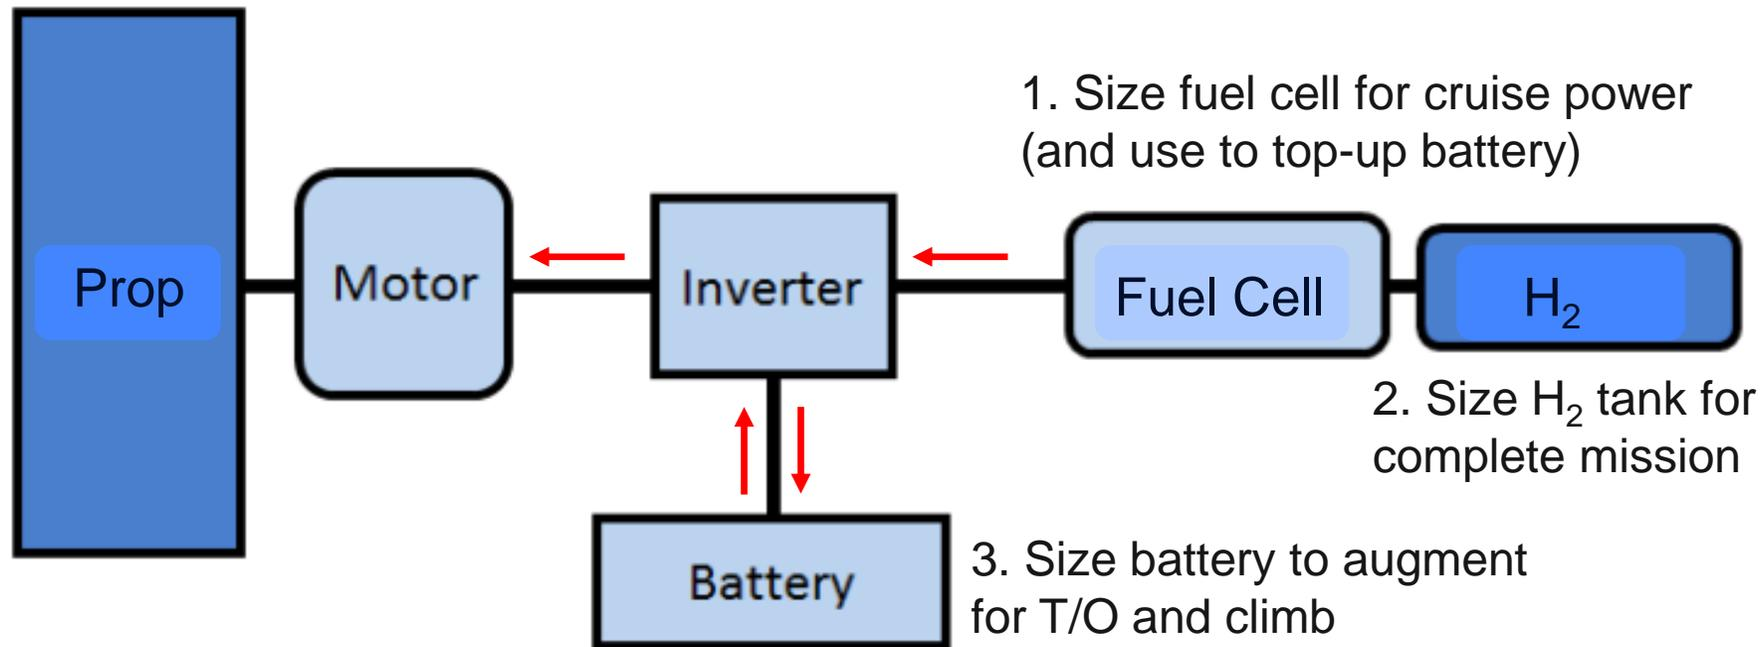 1. Size fuel cell for cruise power
(and use to top-up battery)
Prop
Motor
Inverter
Fuel Cell
H₂
2. Size H₂ tank for
complete mission
Battery
3. Size battery to augment
for T/O and climb